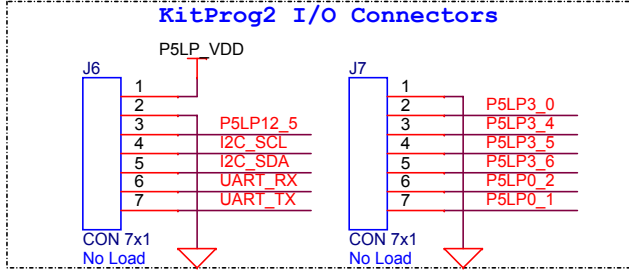 KitProg2 I/O Connectors
P5LP_VDD
J6
1
2
3 P5LP12_5
4 I2C_SCL
5 I2C_SDA
6 UART_RX
7 UART_TX
CON 7x1
No Load
J7
1
2 P5LP3_0
3 P5LP3_4
4 P5LP3_5
5 P5LP3_6
6 P5LP0_2
7 P5LP0_1
CON 7x1
No Load